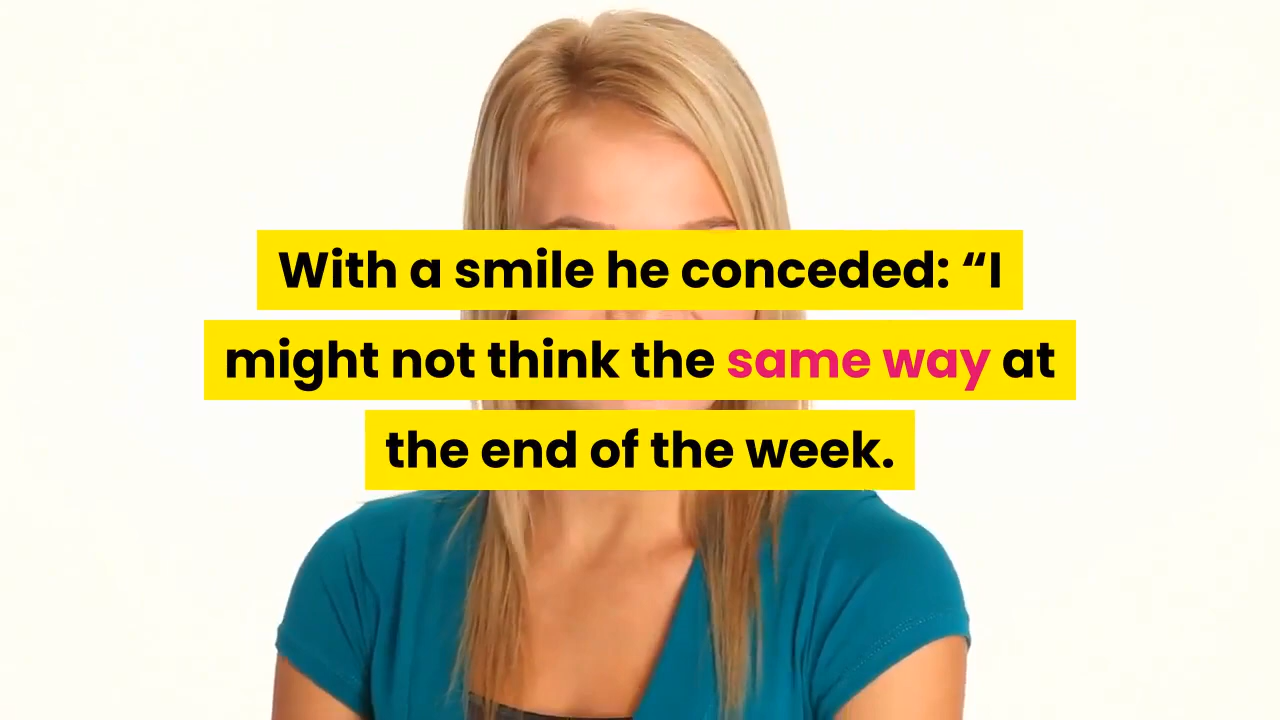 With a smile he conceded: “I
might not think the same way at
the end of the week.